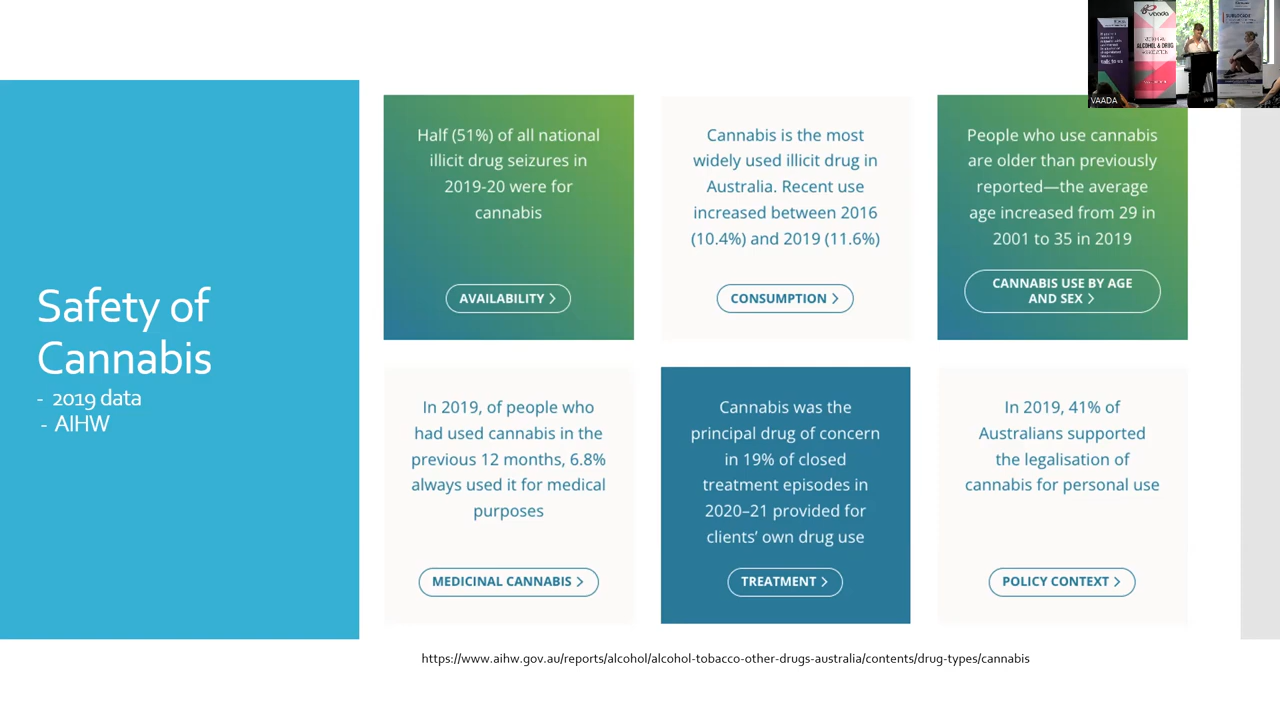 Safety of
Cannabis
- 2019 data
- AIHW
Half (51%) of all national
illicit drug seizures in
2019-20 were for
cannabis
AVAILABILITY >
Cannabis is the most
widely used illicit drug in
Australia. Recent use
increased between 2016
(10.4%) and 2019 (11.6%)
CONSUMPTION >
People who use cannabis
are older than previously
reported—the average
age increased from 29 in
2001 to 35 in 2019
CANNABIS USE BY AGE
AND SEX >
In 2019, of people who
had used cannabis in the
previous 12 months, 6.8%
always used it for medical
purposes
MEDICINAL CANNABIS >
Cannabis was the
principal drug of concern
in 19% of closed
treatment episodes in
2020–21 provided for
clients’ own drug use
TREATMENT >
In 2019, 41% of
Australians supported
the legalisation of
cannabis for personal use
POLICY CONTEXT >
https://www.aihw.gov.au/reports/alcohol/alcohol-tobacco-other-drugs-australia/contents/drug-types/cannabis
vaada
ALCOHOL & DRUG
VAADA